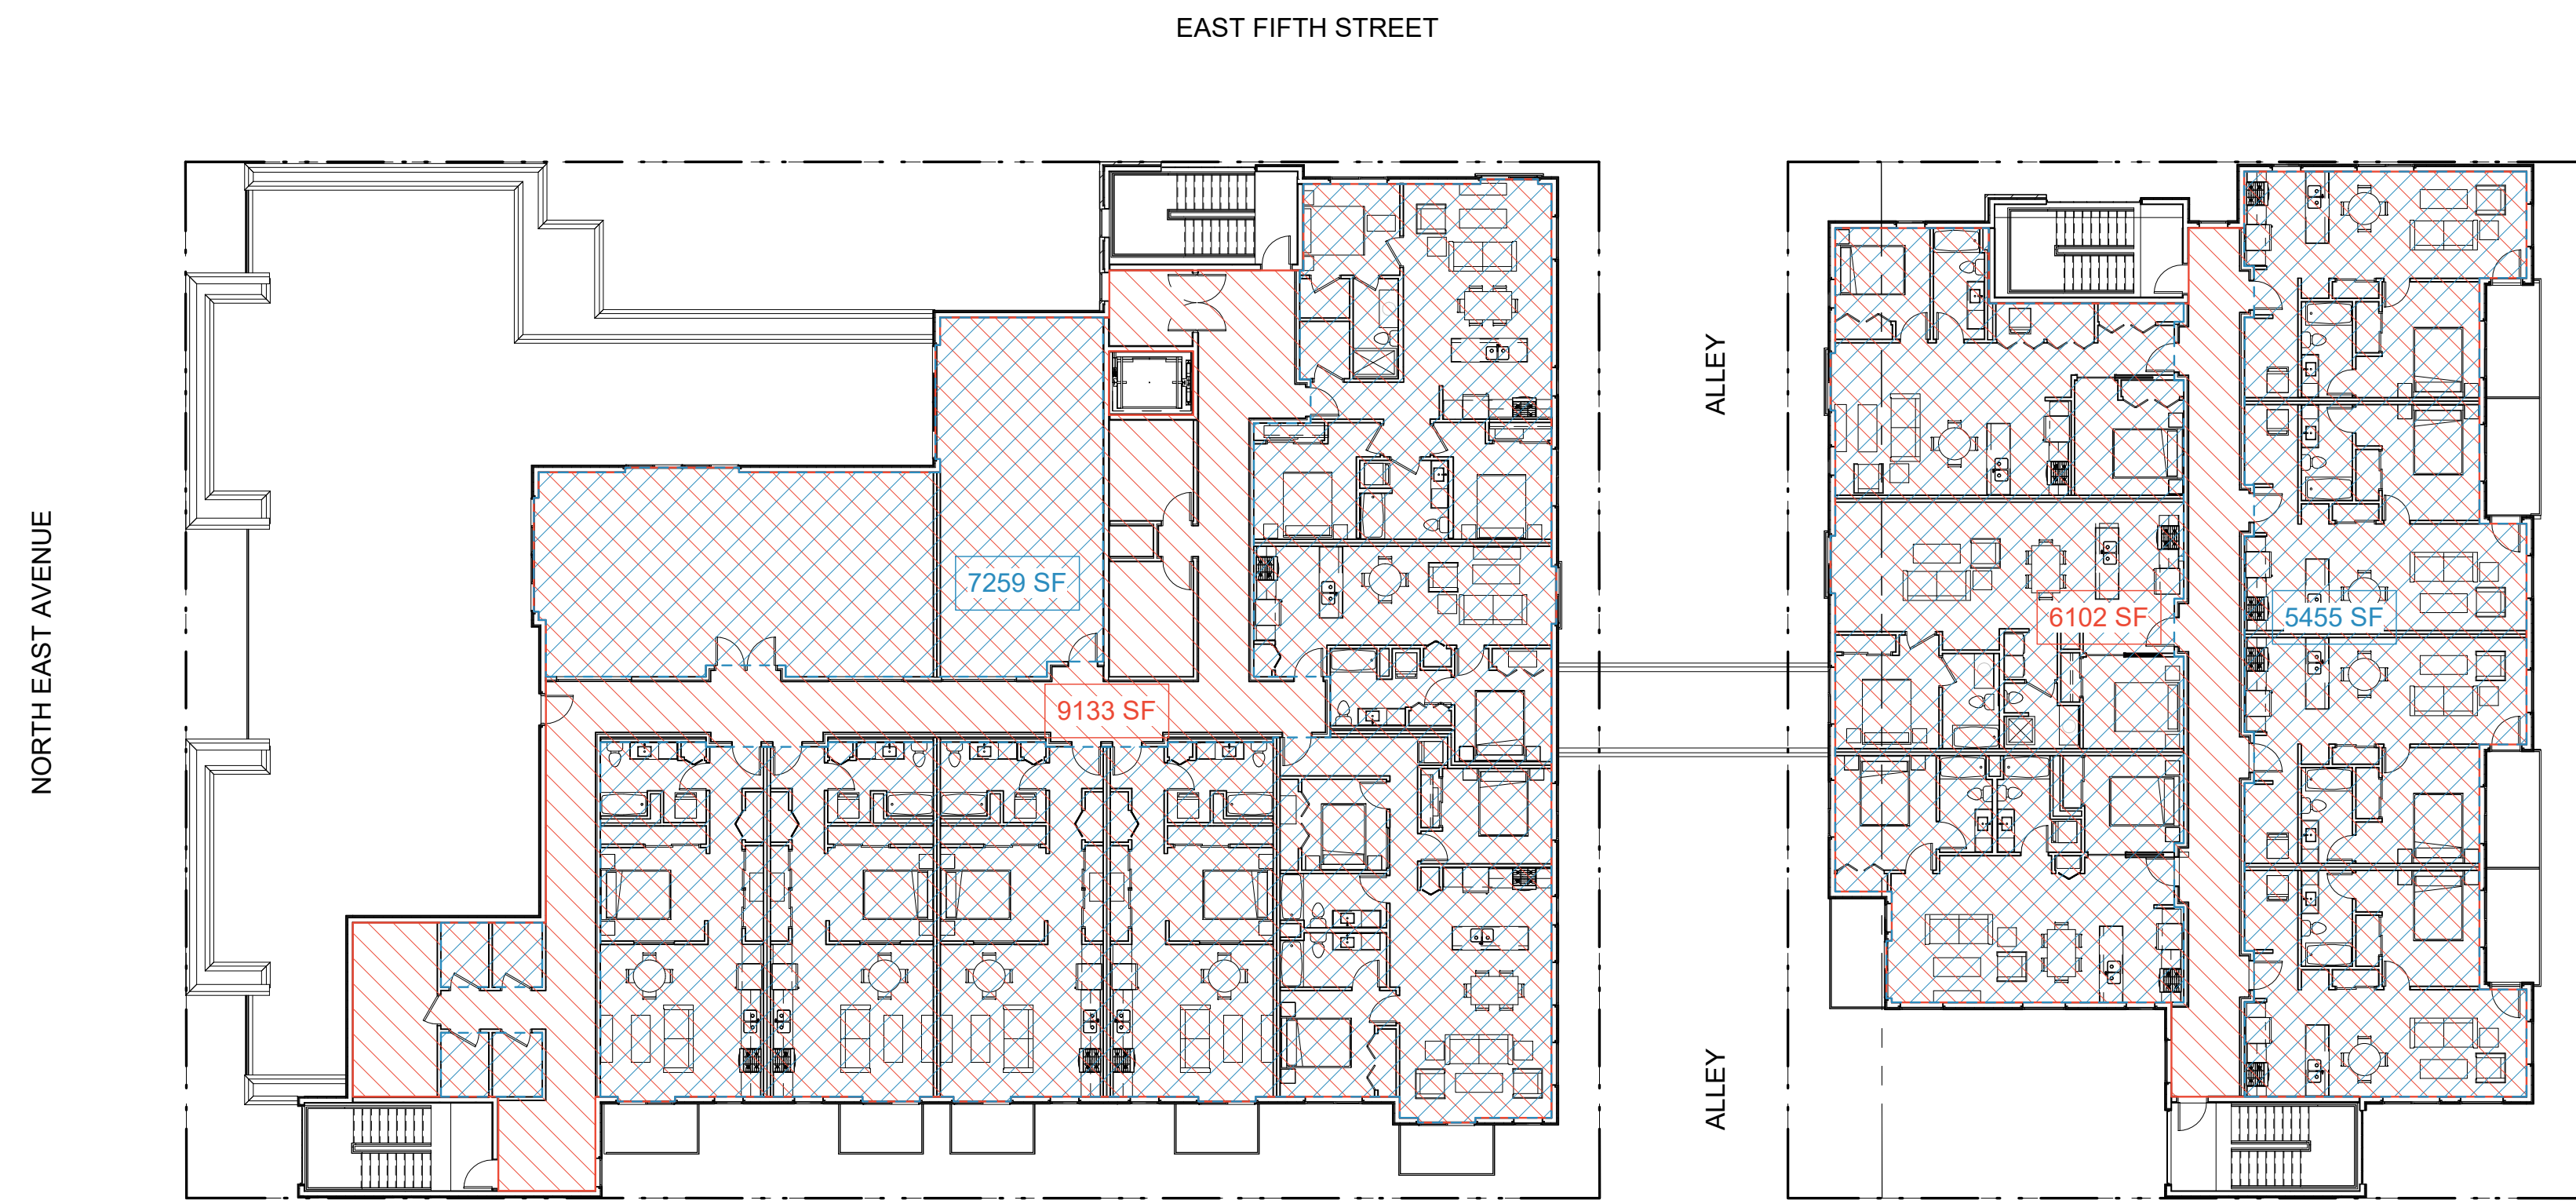 EAST FIFTH STREET
NORTH EAST AVENUE
ALLEY
7259 SF
6102 SF
5455 SF
9133 SF
ALLEY